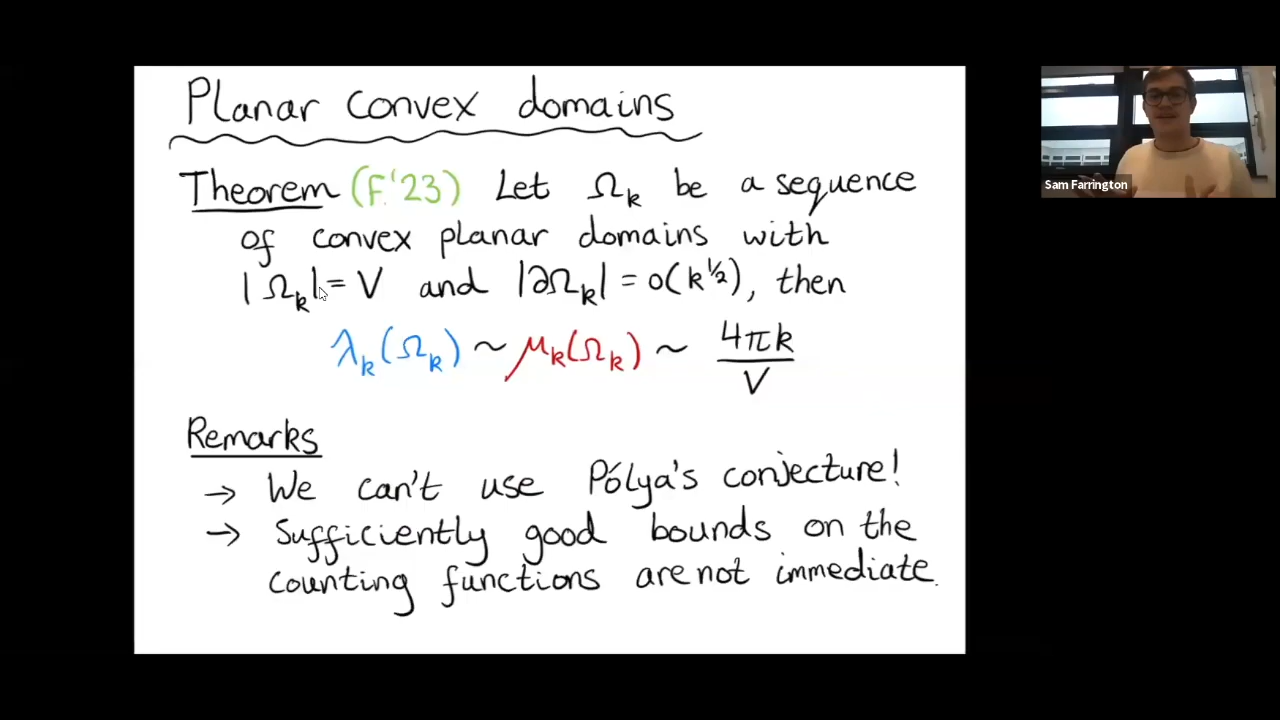 Planar convex domains
Theorem (F.'23) Let Ωₖ be a sequence
of convex planar domains with
|Ωₖ| = V and |∂Ωₖ| = o(k^½), then
λₖ(Ωₖ) ~ μₖ(Ωₖ) ~ 4πk/V
Remarks
→ We can't use Pólya's conjecture!
→ Sufficiently good bounds on the
counting functions are not immediate.
Sam Farrington